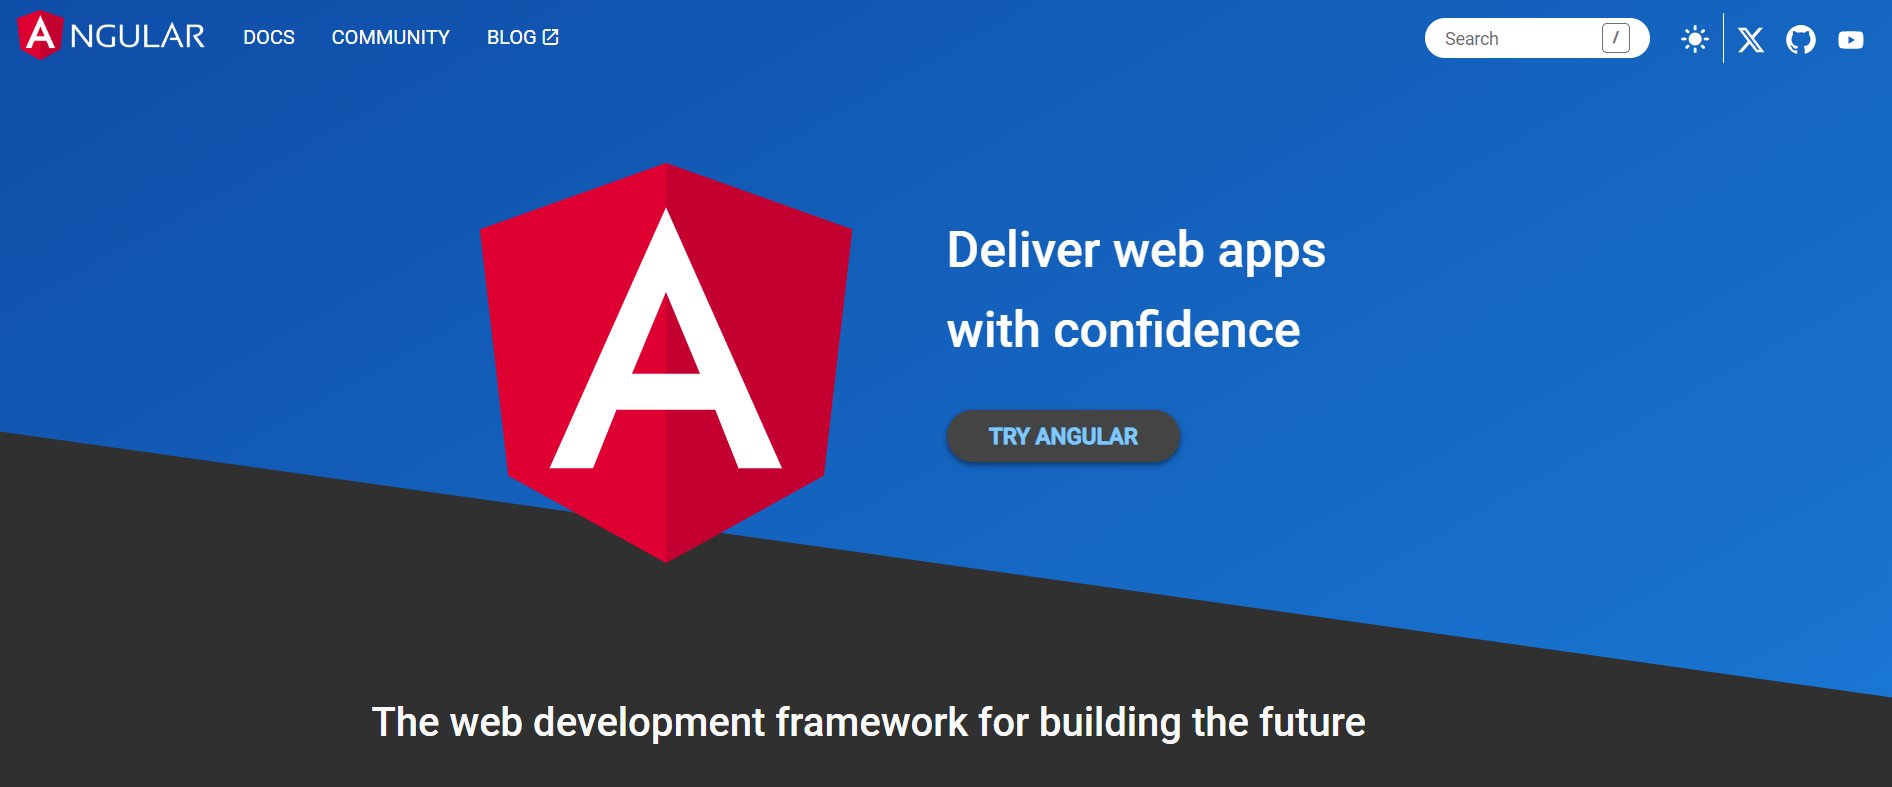 ANGULAR
DOCS
COMMUNITY
BLOG
Search
/
A
Deliver web apps
with confidence
TRY ANGULAR
The web development framework for building the future